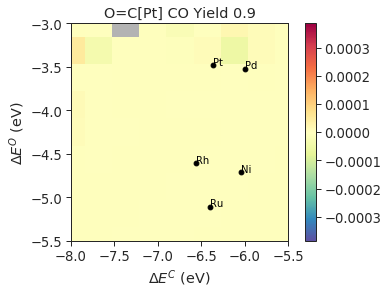 O=C[Pt] CO Yield 0.9
−3.0
−3.5
−4.0
−4.5
−5.0
−5.5
ΔE^O (eV)
Pt
Pd
Rh
Ni
Ru
−8.0 −7.5 −7.0 −6.5 −6.0 −5.5
ΔE^C (eV)
0.0003
0.0002
0.0001
0.0000
−0.0001
−0.0002
−0.0003